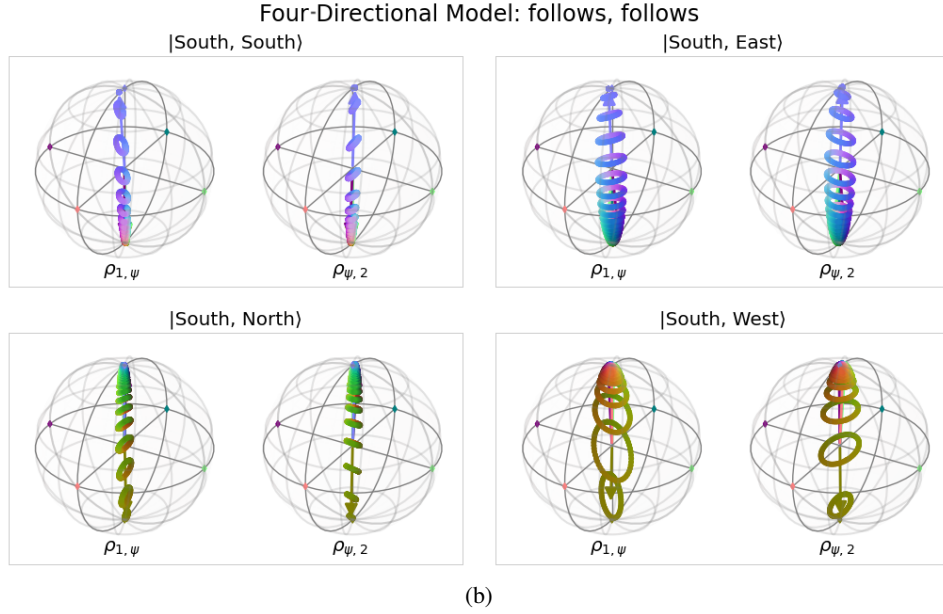 Four-Directional Model: follows, follows
|South, South⟩
|South, East⟩
ρ1, ψ
ρψ, 2
ρ1, ψ
ρψ, 2
|South, North⟩
|South, West⟩
ρ1, ψ
ρψ, 2
ρ1, ψ
ρψ, 2
(b)